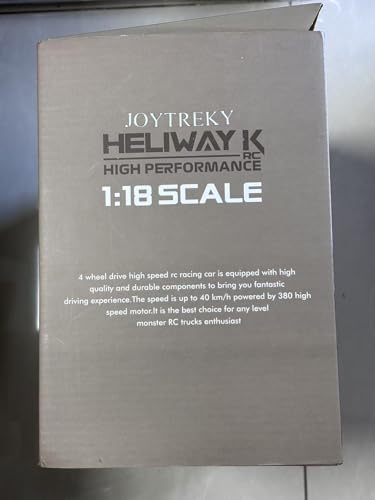 JOYTREKY
HELIWAY K
RC
HIGH PERFORMANCE
1:18 SCALE
4 wheel drive high speed rc racing car is equipped with high
quality and durable components to bring you fantastic
driving experience.The speed is up to 40 km/h powered by 380 high
speed motor.It is the best choice for any level
monster RC trucks enthusiast